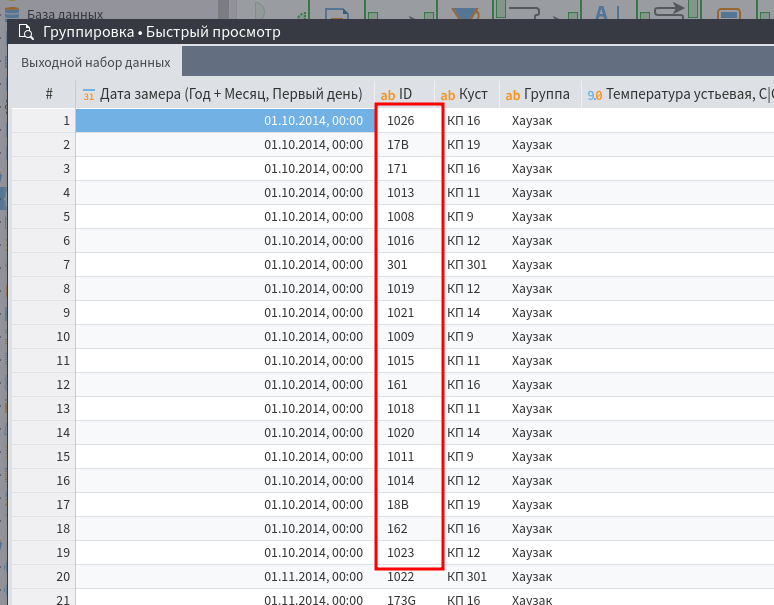 База данных
Группировка • Быстрый просмотр
Выходной набор данных
# 31 Дата замера (Год + Месяц, Первый день) ab ID ab Куст ab Группа 9.0 Температура устьевая, С|
1 01.10.2014, 00:00 1026 КП 16 Хаузак
2 01.10.2014, 00:00 17В КП 19 Хаузак
3 01.10.2014, 00:00 171 КП 16 Хаузак
4 01.10.2014, 00:00 1013 КП 11 Хаузак
5 01.10.2014, 00:00 1008 КП 9 Хаузак
6 01.10.2014, 00:00 1016 КП 12 Хаузак
7 01.10.2014, 00:00 301 КП 301 Хаузак
8 01.10.2014, 00:00 1019 КП 12 Хаузак
9 01.10.2014, 00:00 1021 КП 14 Хаузак
10 01.10.2014, 00:00 1009 КП 9 Хаузак
11 01.10.2014, 00:00 1015 КП 11 Хаузак
12 01.10.2014, 00:00 161 КП 16 Хаузак
13 01.10.2014, 00:00 1018 КП 11 Хаузак
14 01.10.2014, 00:00 1020 КП 14 Хаузак
15 01.10.2014, 00:00 1011 КП 9 Хаузак
16 01.10.2014, 00:00 1014 КП 12 Хаузак
17 01.10.2014, 00:00 18В КП 19 Хаузак
18 01.10.2014, 00:00 162 КП 16 Хаузак
19 01.10.2014, 00:00 1023 КП 12 Хаузак
20 01.11.2014, 00:00 1022 КП 301 Хаузак
21 01.11.2014, 00:00 173G КП 16 Хаузак